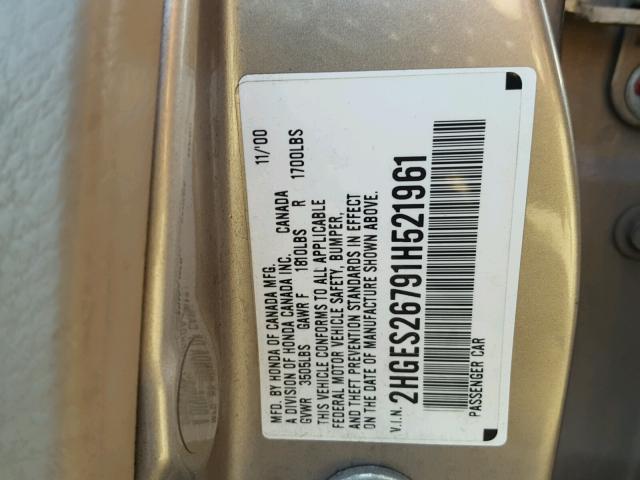 MFD. BY HONDA OF CANADA MFG. 11/'00
A DIVISION OF HONDA CANADA INC. CANADA
GVWR 3505LBS GAWR F 1810LBS R 1700LBS
THIS VEHICLE CONFORMS TO ALL APPLICABLE
FEDERAL MOTOR VEHICLE SAFETY, BUMPER,
AND THEFT PREVENTION STANDARDS IN EFFECT
ON THE DATE OF MANUFACTURE SHOWN ABOVE.
V.I.N. 2HGES26791H521961
PASSENGER CAR